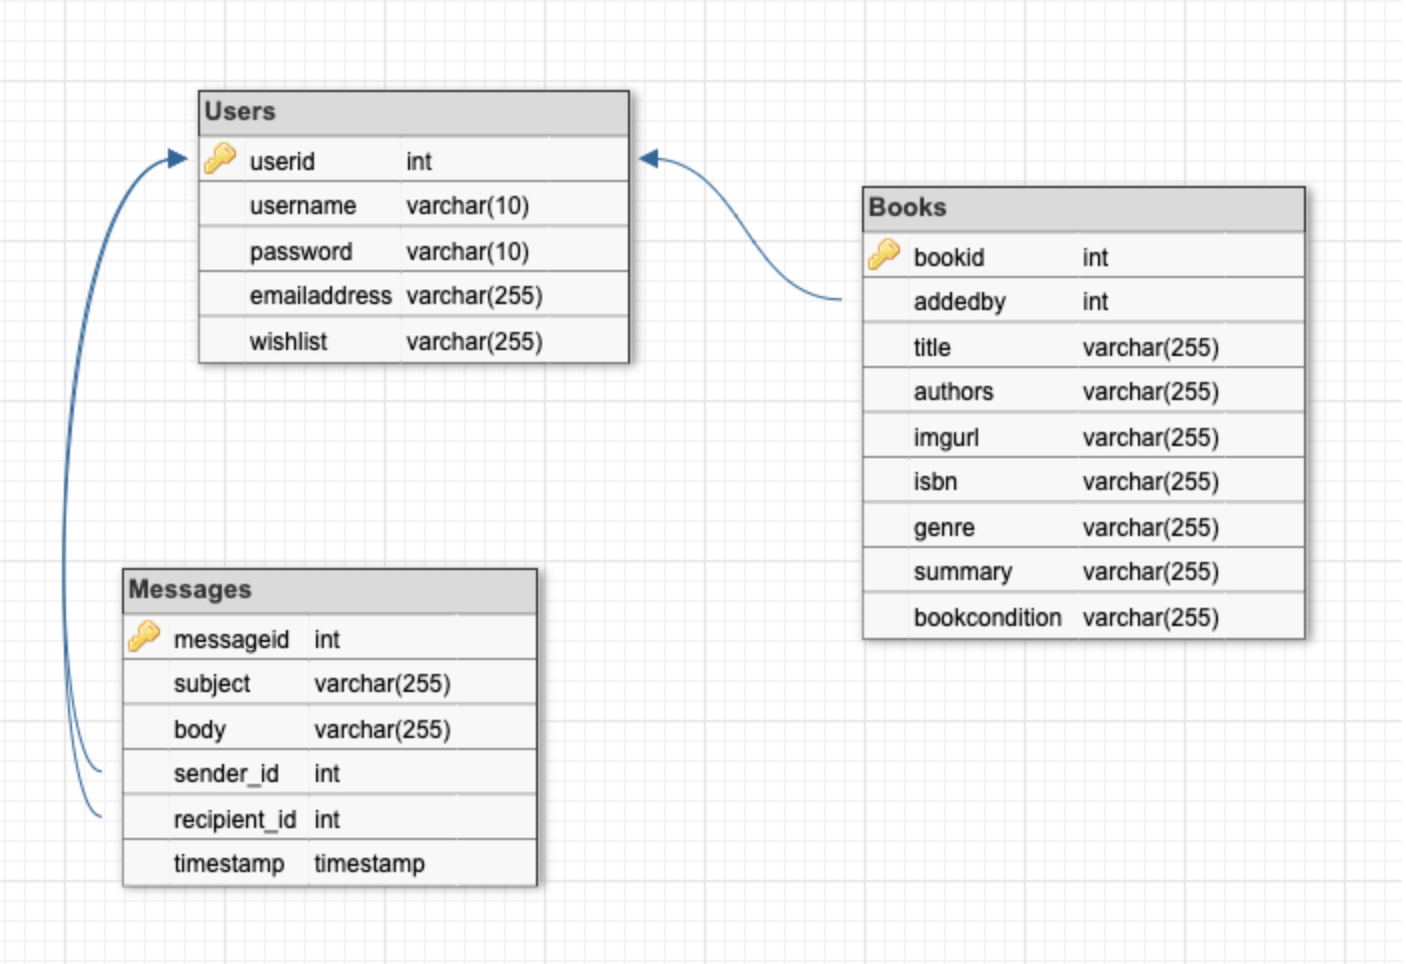 Users
userid int
username varchar(10)
password varchar(10)
emailaddress varchar(255)
wishlist varchar(255)
Books
bookid int
addedby int
title varchar(255)
authors varchar(255)
imgurl varchar(255)
isbn varchar(255)
genre varchar(255)
summary varchar(255)
bookcondition varchar(255)
Messages
messageid int
subject varchar(255)
body varchar(255)
sender_id int
recipient_id int
timestamp timestamp